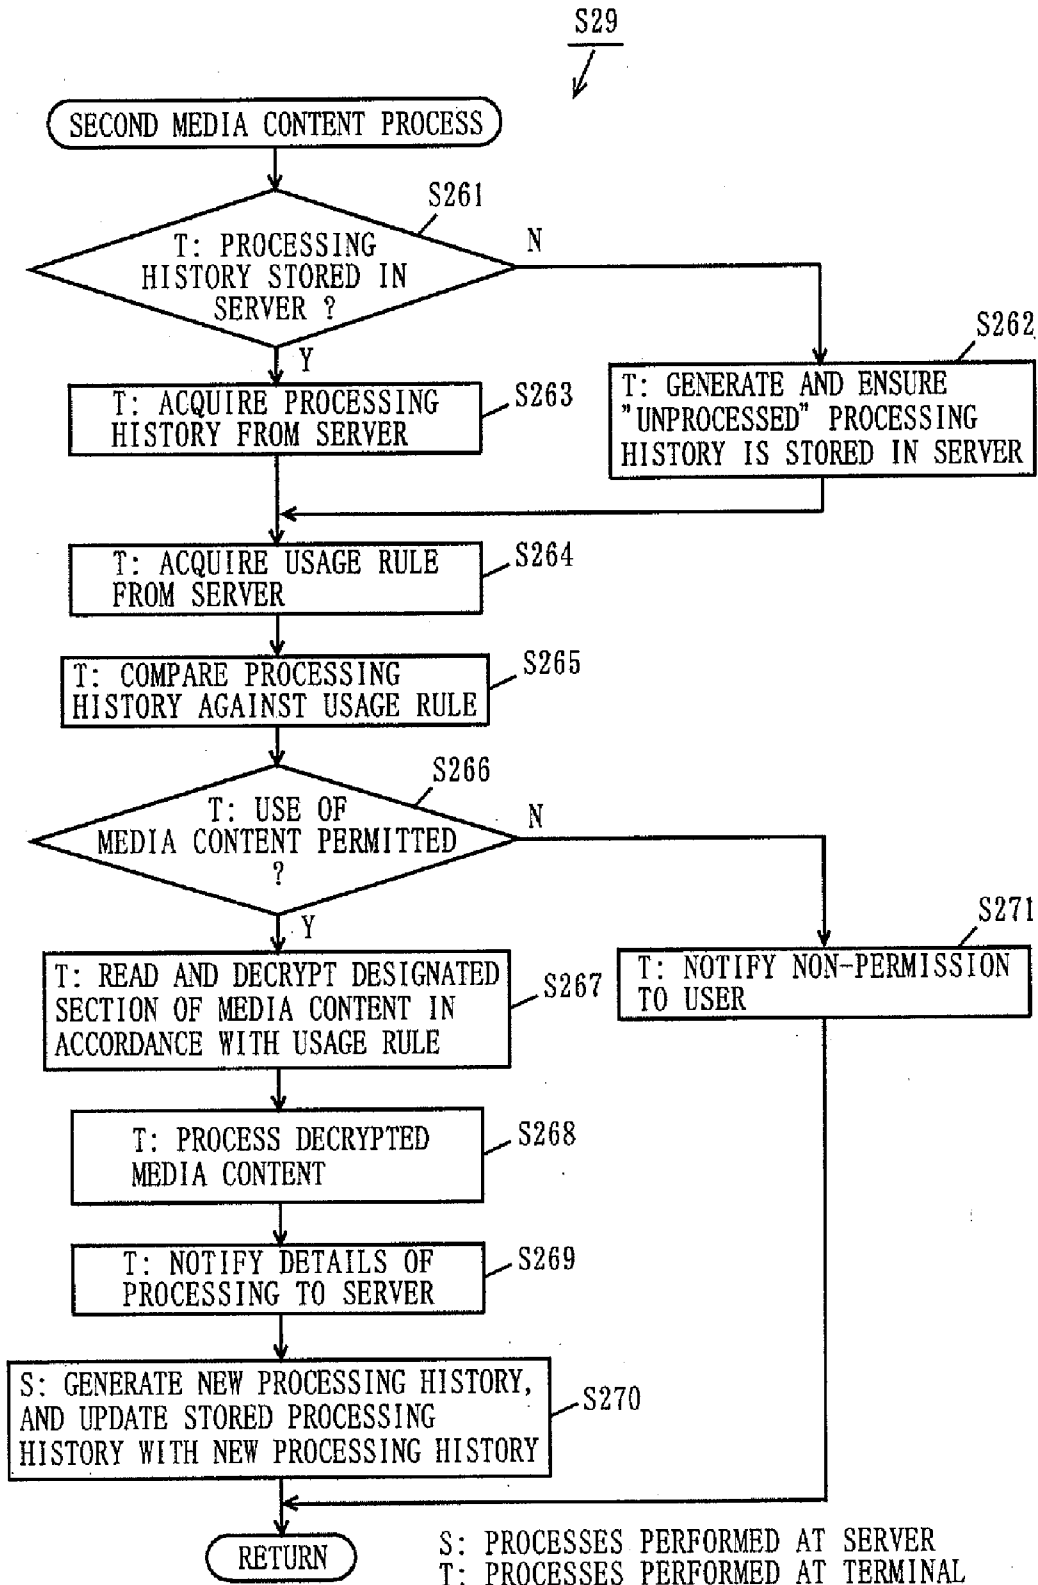 S29
SECOND MEDIA CONTENT PROCESS
S261
T: PROCESSING
HISTORY STORED IN
SERVER ?
N
Y
S262
T: GENERATE AND ENSURE
"UNPROCESSED" PROCESSING
HISTORY IS STORED IN SERVER
S263
T: ACQUIRE PROCESSING
HISTORY FROM SERVER
S264
T: ACQUIRE USAGE RULE
FROM SERVER
S265
T: COMPARE PROCESSING
HISTORY AGAINST USAGE RULE
S266
T: USE OF
MEDIA CONTENT PERMITTED
?
N
Y
S271
T: NOTIFY NON-PERMISSION
TO USER
S267
T: READ AND DECRYPT DESIGNATED
SECTION OF MEDIA CONTENT IN
ACCORDANCE WITH USAGE RULE
S268
T: PROCESS DECRYPTED
MEDIA CONTENT
S269
T: NOTIFY DETAILS OF
PROCESSING TO SERVER
S270
S: GENERATE NEW PROCESSING HISTORY,
AND UPDATE STORED PROCESSING
HISTORY WITH NEW PROCESSING HISTORY
RETURN
S: PROCESSES PERFORMED AT SERVER
T: PROCESSES PERFORMED AT TERMINAL